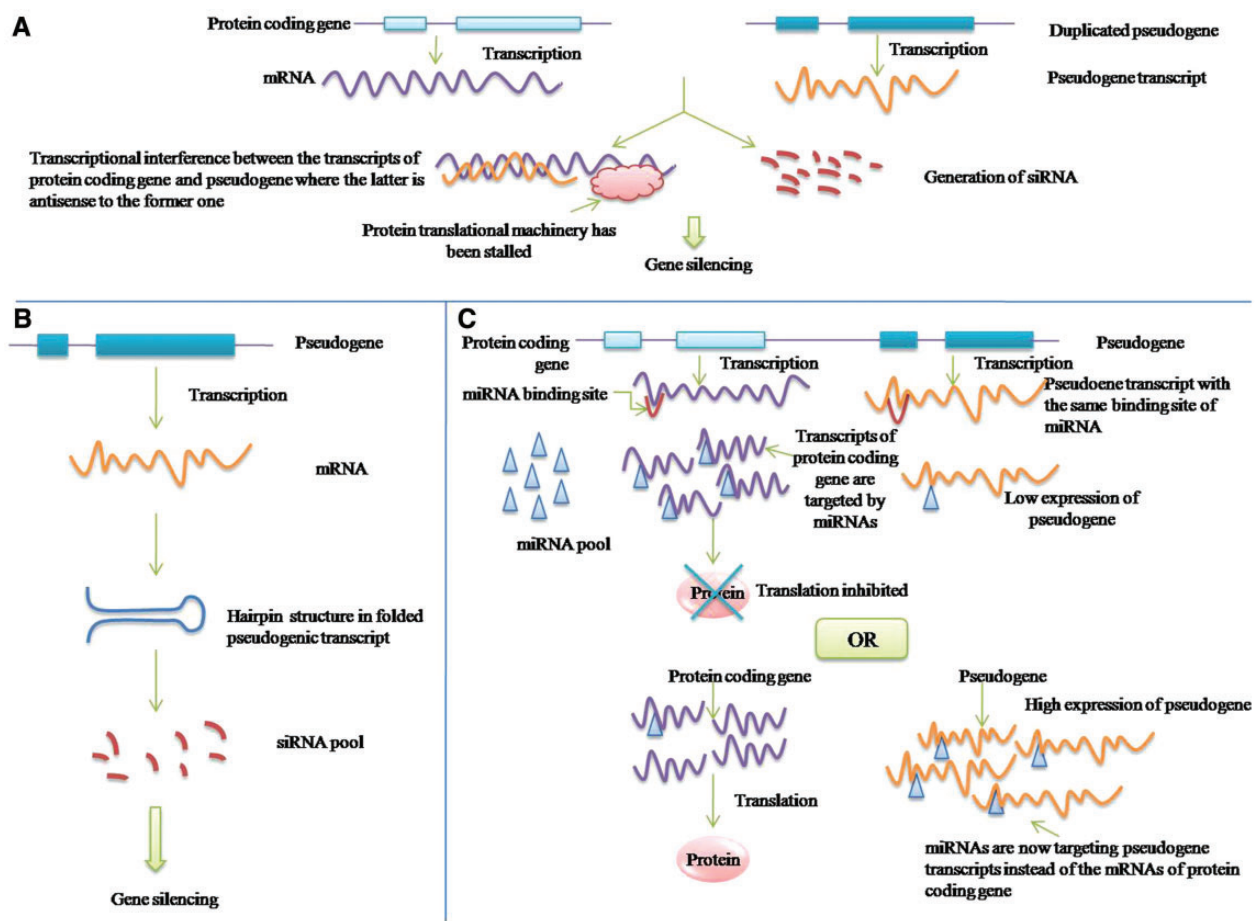 A
Protein coding gene
Duplicated pseudogene
Transcription
Transcription
mRNA
Pseudogene transcript
Transcriptional interference between the transcripts of
protein coding gene and pseudogene where the latter is
antisense to the former one
Generation of siRNA
Protein translational machinery has
been stalled
Gene silencing
B
Pseudogene
Transcription
mRNA
Hairpin structure in folded
pseudogenic transcript
siRNA pool
Gene silencing
C
Protein coding
gene
Pseudogene
Transcription
Transcription
miRNA binding site
Pseudoene transcript with
the same binding site of
miRNA
Transcripts of
protein coding
gene are
targeted by
miRNAs
Low expression of
pseudogene
miRNA pool
Protein
Translation inhibited
OR
Protein coding gene
Pseudogene
High expression of pseudogene
Translation
Protein
miRNAs are now targeting pseudogene
transcripts instead of the mRNAs of protein
coding gene